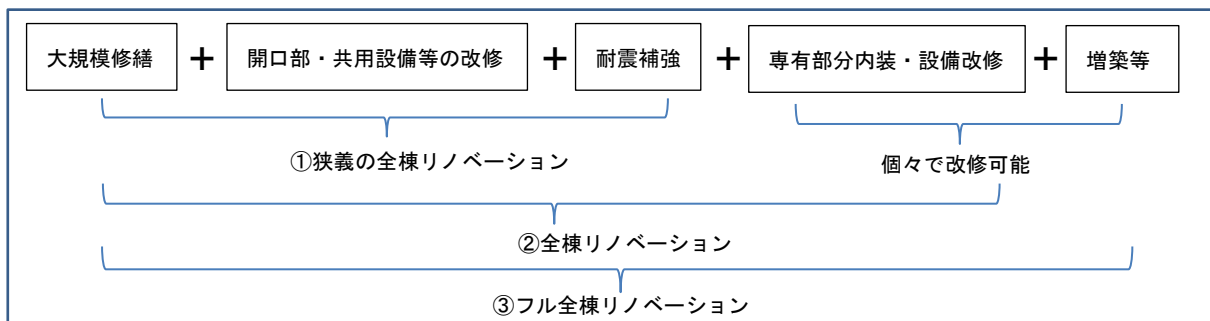 大規模修繕 + 開口部・共用設備等の改修 + 耐震補強 + 専有部分内装・設備改修 + 増築等
①狭義の全棟リノベーション
個々で改修可能
②全棟リノベーション
③フル全棟リノベーション